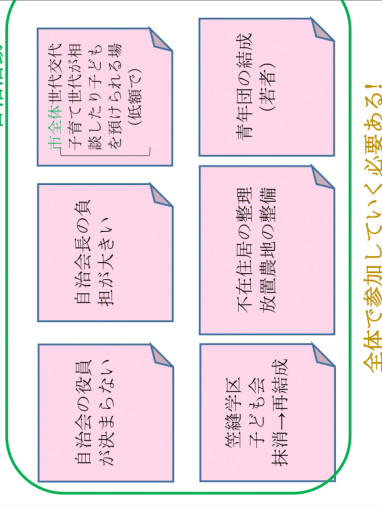 自治会の役員
が決まらない
自治会長の負
担が大きい
市全体世代交代
子育て世代が相
談したり子ども
を預けられる場
(低額で)
笠縫学区
子ども会
抹消→再結成
不在住居の整理
放置農地の整備
青年団の結成
(若者)
全体で参加していく必要ある!